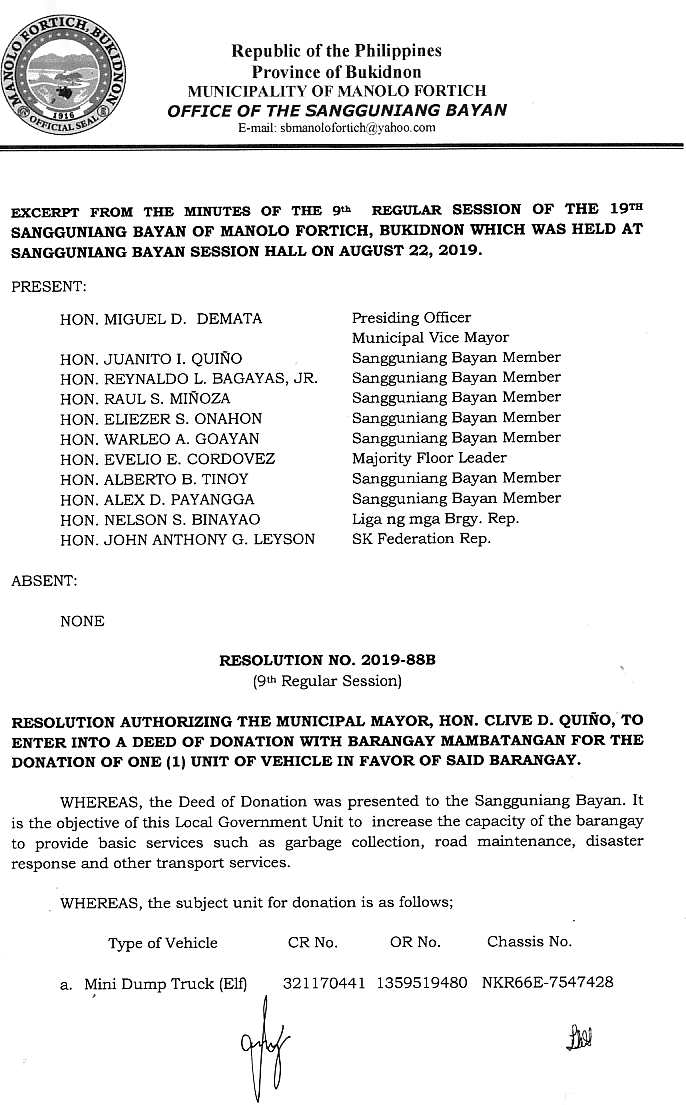 MANOLO FORTICH, BUKIDNON
1916
OFFICIAL SEAL
Republic of the Philippines
Province of Bukidnon
MUNICIPALITY OF MANOLO FORTICH
OFFICE OF THE SANGGUNIANG BAYAN
E-mail: sbmanolofortich@yahoo.com
EXCERPT FROM THE MINUTES OF THE 9th REGULAR SESSION OF THE 19TH
SANGGUNIANG BAYAN OF MANOLO FORTICH, BUKIDNON WHICH WAS HELD AT
SANGGUNIANG BAYAN SESSION HALL ON AUGUST 22, 2019.
PRESENT:
HON. MIGUEL D. DEMATA Presiding Officer
Municipal Vice Mayor
HON. JUANITO I. QUIÑO Sangguniang Bayan Member
HON. REYNALDO L. BAGAYAS, JR. Sangguniang Bayan Member
HON. RAUL S. MIÑOZA Sangguniang Bayan Member
HON. ELIEZER S. ONAHON Sangguniang Bayan Member
HON. WARLEO A. GOAYAN Sangguniang Bayan Member
HON. EVELIO E. CORDOVEZ Majority Floor Leader
HON. ALBERTO B. TINOY Sangguniang Bayan Member
HON. ALEX D. PAYANGGA Sangguniang Bayan Member
HON. NELSON S. BINAYAO Liga ng mga Brgy. Rep.
HON. JOHN ANTHONY G. LEYSON SK Federation Rep.
ABSENT:
NONE
RESOLUTION NO. 2019-88B
(9th Regular Session)
RESOLUTION AUTHORIZING THE MUNICIPAL MAYOR, HON. CLIVE D. QUIÑO, TO
ENTER INTO A DEED OF DONATION WITH BARANGAY MAMBATANGAN FOR THE
DONATION OF ONE (1) UNIT OF VEHICLE IN FAVOR OF SAID BARANGAY.
WHEREAS, the Deed of Donation was presented to the Sangguniang Bayan. It
is the objective of this Local Government Unit to increase the capacity of the barangay
to provide basic services such as garbage collection, road maintenance, disaster
response and other transport services.
WHEREAS, the subject unit for donation is as follows;
Type of Vehicle CR No. OR No. Chassis No.
a. Mini Dump Truck (Elf) 321170441 1359519480 NKR66E-7547428